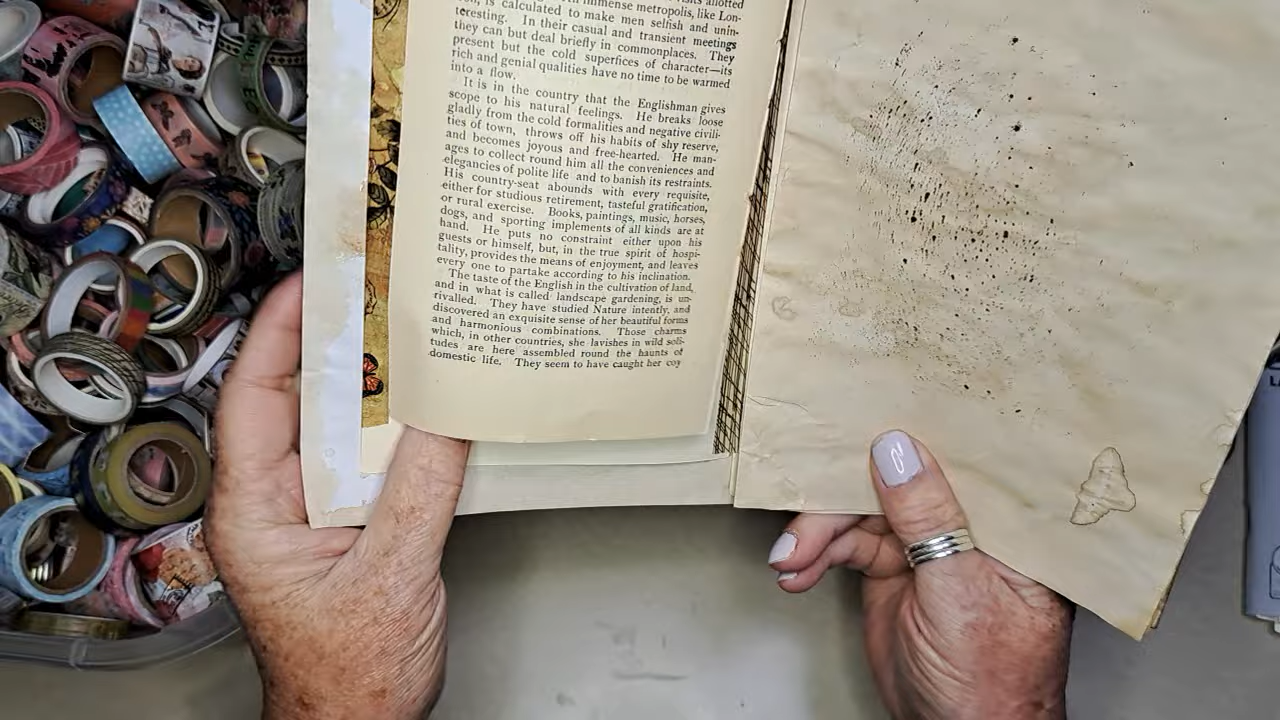 immense metropolis, like Lon-
is calculated to make men selfish and unin-
teresting. In their casual and transient meetings
they can but deal briefly in commonplaces. They
present but the cold superfices of character—its
rich and genial qualities have no time to be warmed
into a flow.
It is in the country that the Englishman gives
scope to his natural feelings. He breaks loose
gladly from the cold formalities and negative civili-
ties of town, throws off his habits of shy reserve,
and becomes joyous and free-hearted. He man-
ages to collect round him all the conveniences and
elegancies of polite life and to banish its restraints.
His country-seat abounds with every requisite,
either for studious retirement, tasteful gratification,
or rural exercise. Books, paintings, music, horses,
dogs, and sporting implements of all kinds are at
hand. He puts no constraint either upon his
guests or himself, but, in the true spirit of hospi-
tality, provides the means of enjoyment, and leaves
every one to partake according to his inclination.
The taste of the English in the cultivation of land,
and in what is called landscape gardening, is un-
rivalled. They have studied Nature intently, and
discovered an exquisite sense of her beautiful forms
and harmonious combinations. Those charms
which, in other countries, she lavishes in wild soli-
tudes are here assembled round the haunts of
domestic life. They seem to have caught her coy